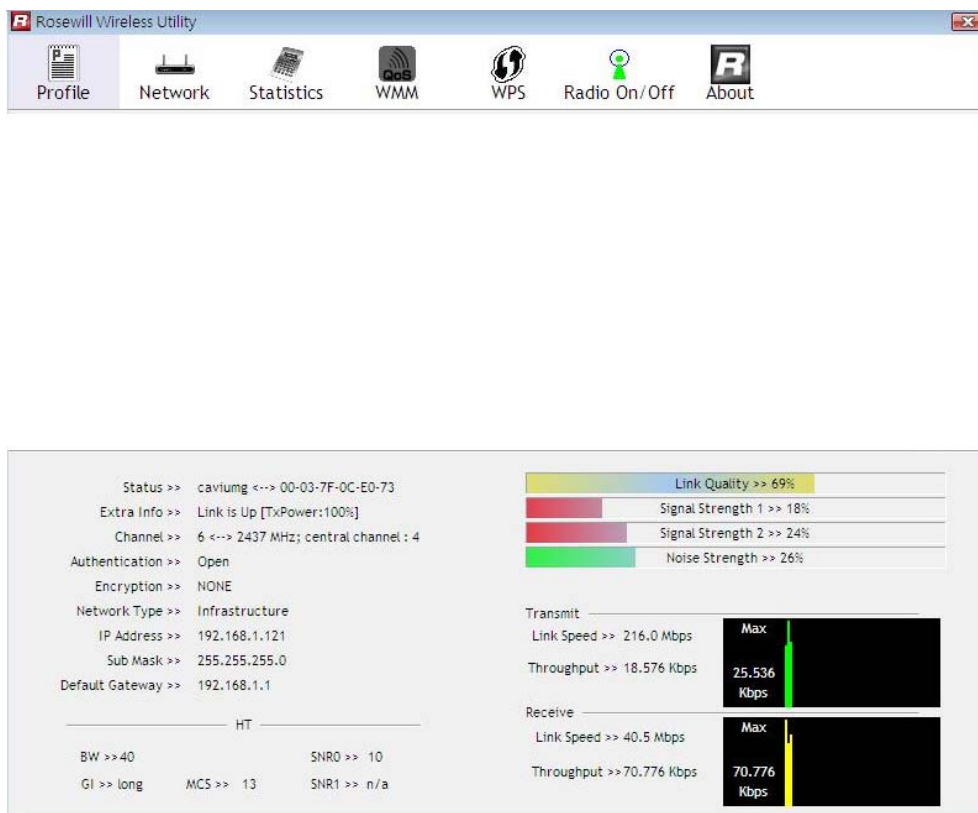 Rosewill Wireless Utility
Profile Network Statistics WMM WPS Radio On/Off About
QoS
Status >> caviumg <--> 00-03-7F-0C-E0-73
Extra Info >> Link is Up [TxPower:100%]
Channel >> 6 <--> 2437 MHz; central channel : 4
Authentication >> Open
Encryption >> NONE
Network Type >> Infrastructure
IP Address >> 192.168.1.121
Sub Mask >> 255.255.255.0
Default Gateway >> 192.168.1.1
HT
BW >> 40 SNR0 >> 10
GI >> long MCS >> 13 SNR1 >> n/a
Link Quality >> 69%
Signal Strength 1 >> 18%
Signal Strength 2 >> 24%
Noise Strength >> 26%
Transmit
Link Speed >> 216.0 Mbps
Throughput >> 18.576 Kbps
Max
25.536
Kbps
Receive
Link Speed >> 40.5 Mbps
Throughput >> 70.776 Kbps
Max
70.776
Kbps